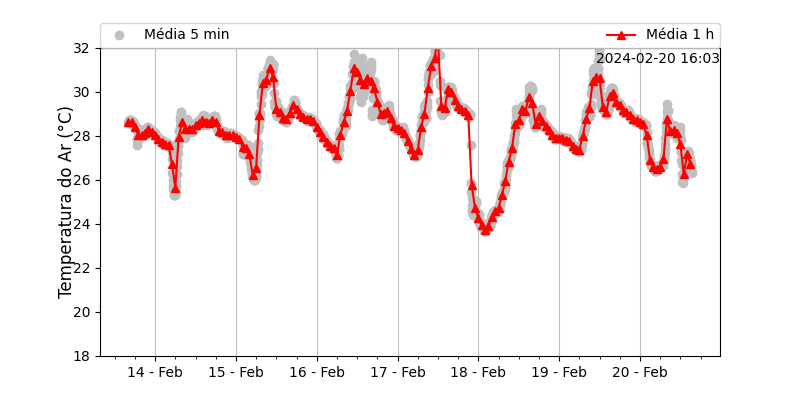 Média 5 min
Média 1 h
2024-02-20 16:03
Temperatura do Ar (°C)
32
30
28
26
24
22
20
18
14 - Feb
15 - Feb
16 - Feb
17 - Feb
18 - Feb
19 - Feb
20 - Feb